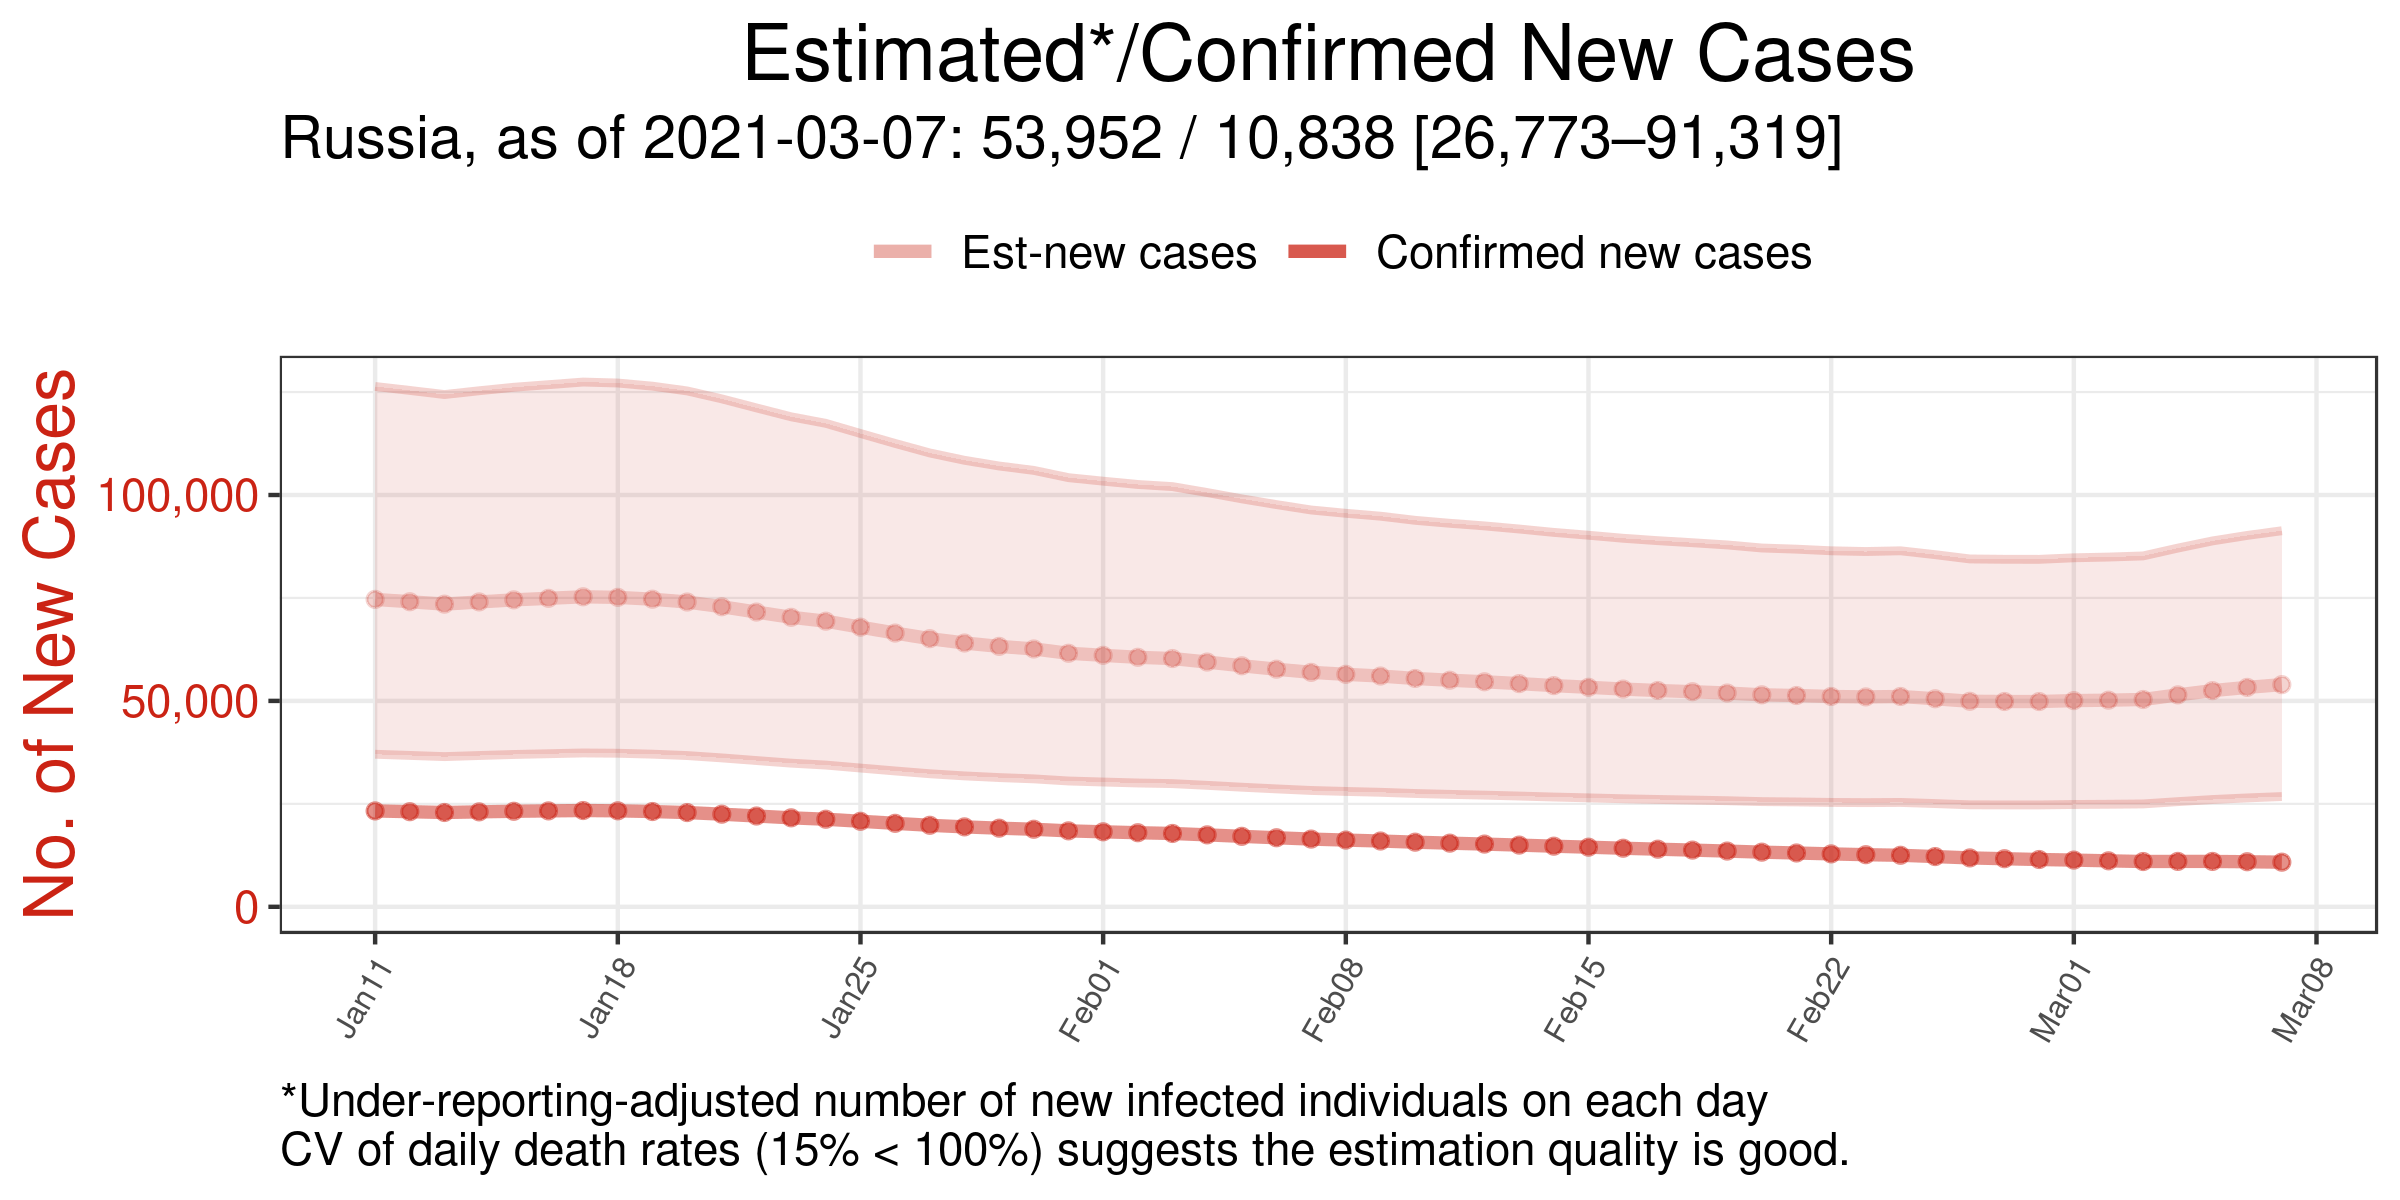 Estimated*/Confirmed New Cases
Russia, as of 2021-03-07: 53,952 / 10,838 [26,773–91,319]
Est-new cases
Confirmed new cases
No. of New Cases
100,000
50,000
0
Jan11
Jan18
Jan25
Feb01
Feb08
Feb15
Feb22
Mar01
Mar08
*Under-reporting-adjusted number of new infected individuals on each day
CV of daily death rates (15% < 100%) suggests the estimation quality is good.